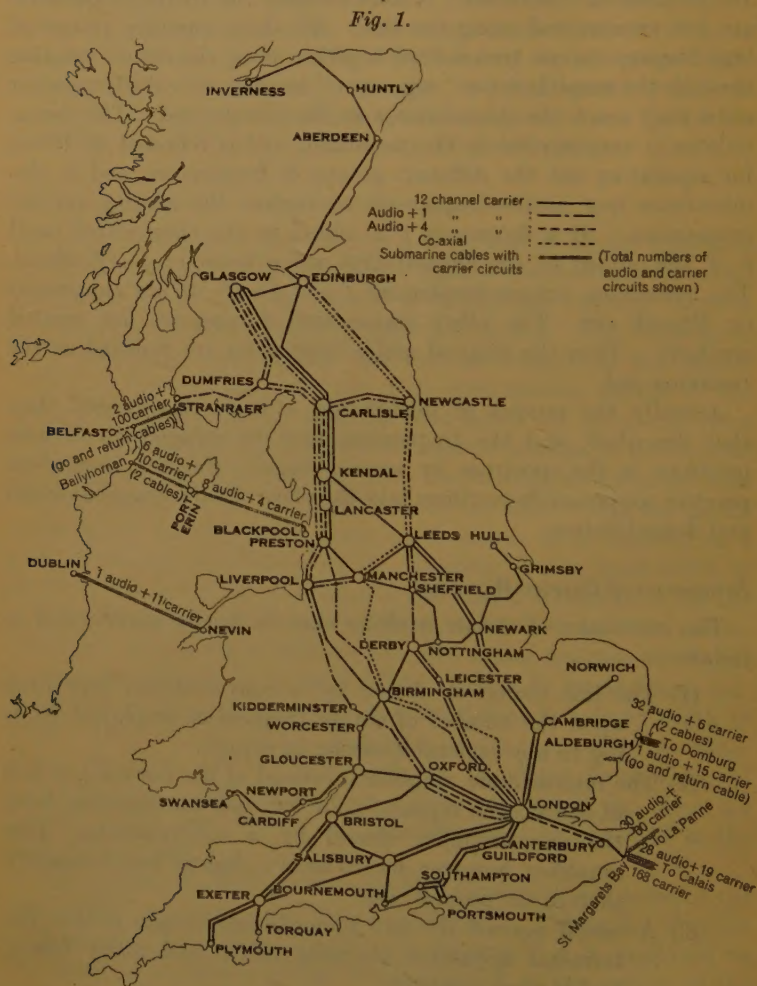 Fig. 1.
INVERNESS
HUNTLY
ABERDEEN
12 channel carrier :
Audio + 1 " " :
Audio + 4 " " :
Co-axial :
Submarine cables with : (Total numbers of
carrier circuits audio and carrier
circuits shown)
GLASGOW
EDINBURGH
DUMFRIES
STRANRAER
CARLISLE
NEWCASTLE
2 audio +
100 carrier
BELFAST
(go and return cables)
Ballyhornan
6 audio +
10 carrier
(2 cables)
PORT
ERIN
8 audio + 4 carrier
KENDAL
LANCASTER
BLACKPOOL
PRESTON
LEEDS
HULL
GRIMSBY
DUBLIN
1 audio + 11 carrier
NEVIN
LIVERPOOL
MANCHESTER
SHEFFIELD
NEWARK
DERBY
NOTTINGHAM
LEICESTER
NORWICH
BIRMINGHAM
KIDDERMINSTER
WORCESTER
CAMBRIDGE
ALDEBURGH
32 audio + 6 carrier
(2 cables)
To Domburg
1 audio + 15 carrier
(go and return cable)
GLOUCESTER
OXFORD
LONDON
SWANSEA
NEWPORT
CARDIFF
BRISTOL
CANTERBURY
GUILDFORD
30 audio +
60 carrier
To La Panne
28 audio + 19 carrier
To Calais
168 carrier
St Margarets Bay
SALISBURY
SOUTHAMPTON
EXETER
BOURNEMOUTH
PORTSMOUTH
TORQUAY
PLYMOUTH